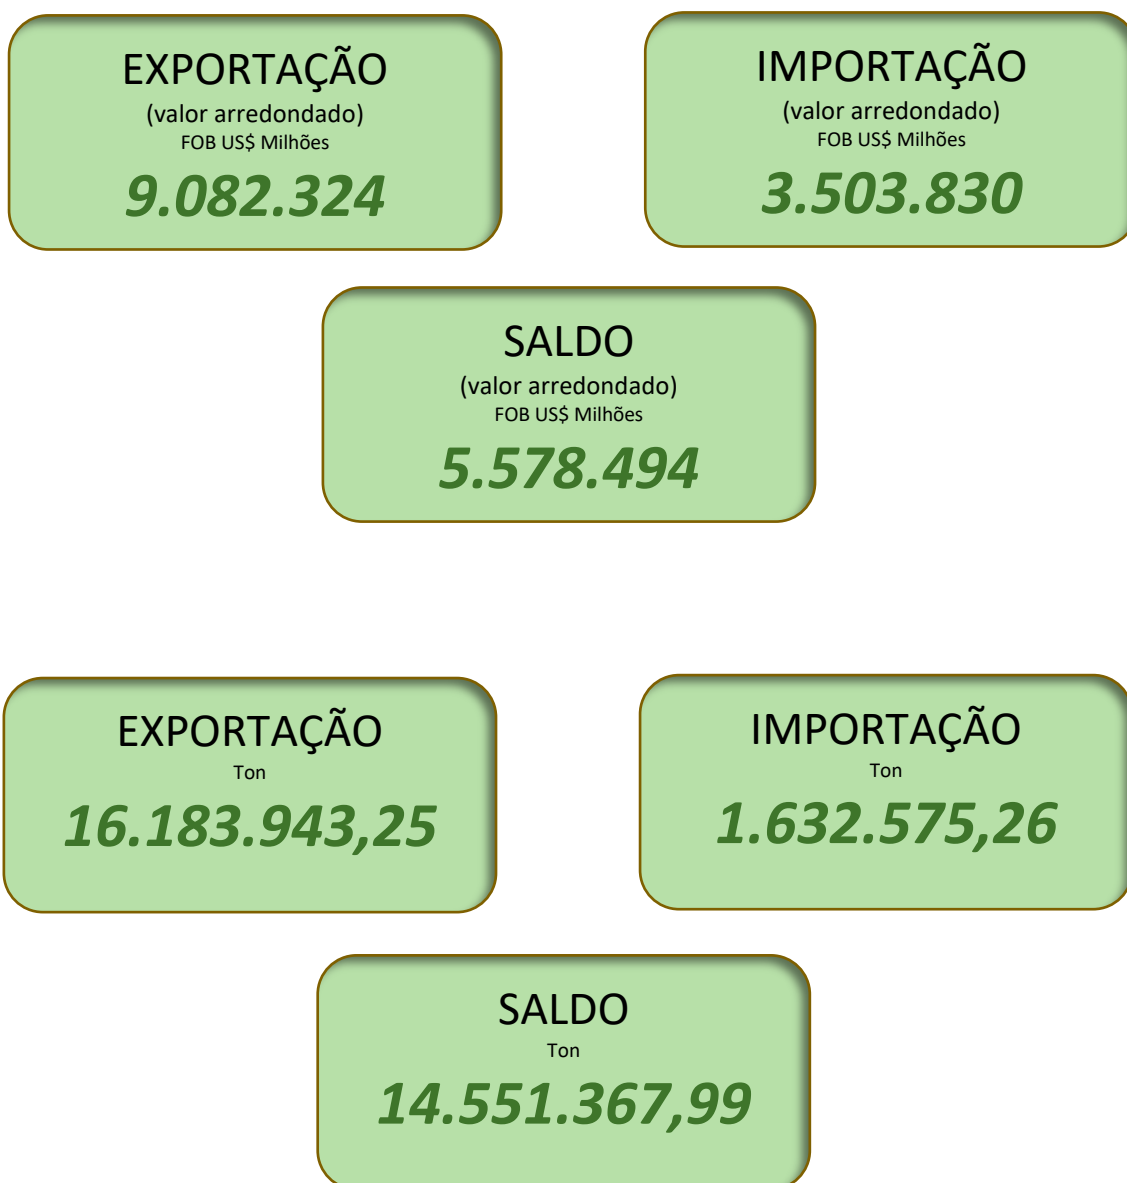 EXPORTAÇÃO
(valor arredondado)
FOB US$ Milhões
9.082.324
IMPORTAÇÃO
(valor arredondado)
FOB US$ Milhões
3.503.830
SALDO
(valor arredondado)
FOB US$ Milhões
5.578.494
EXPORTAÇÃO
Ton
16.183.943,25
IMPORTAÇÃO
Ton
1.632.575,26
SALDO
Ton
14.551.367,99